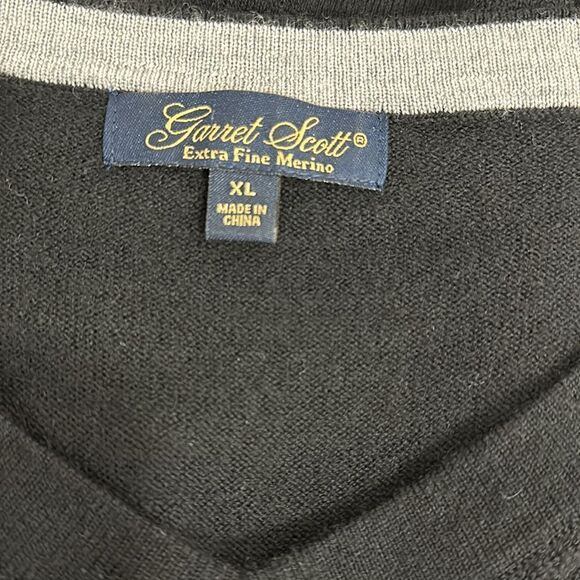 Garret Scott®
Extra Fine Merino
XL
MADE IN
CHINA